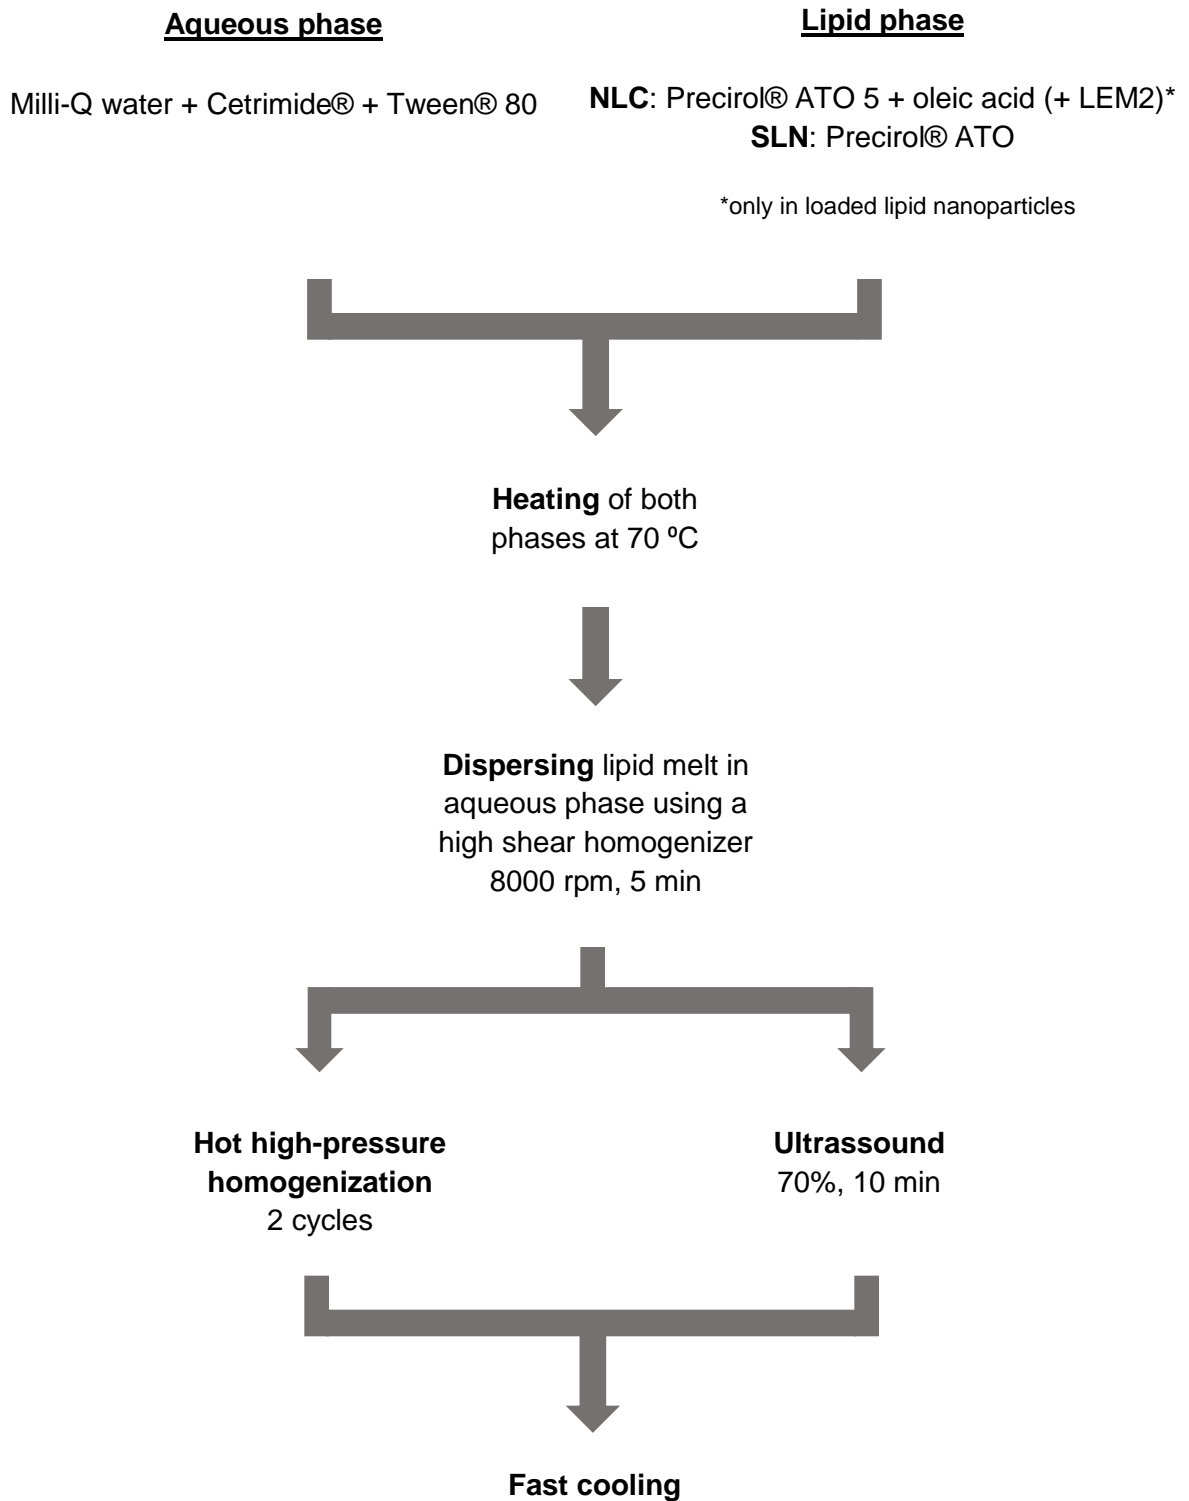 Aqueous phase
Milli-Q water + Cetrimide® + Tween® 80
Lipid phase
NLC: Precirol® ATO 5 + oleic acid (+ LEM2)*
SLN: Precirol® ATO
*only in loaded lipid nanoparticles
Heating of both
phases at 70 ºC
Dispersing lipid melt in
aqueous phase using a
high shear homogenizer
8000 rpm, 5 min
Hot high-pressure
homogenization
2 cycles
Ultrassound
70%, 10 min
Fast cooling